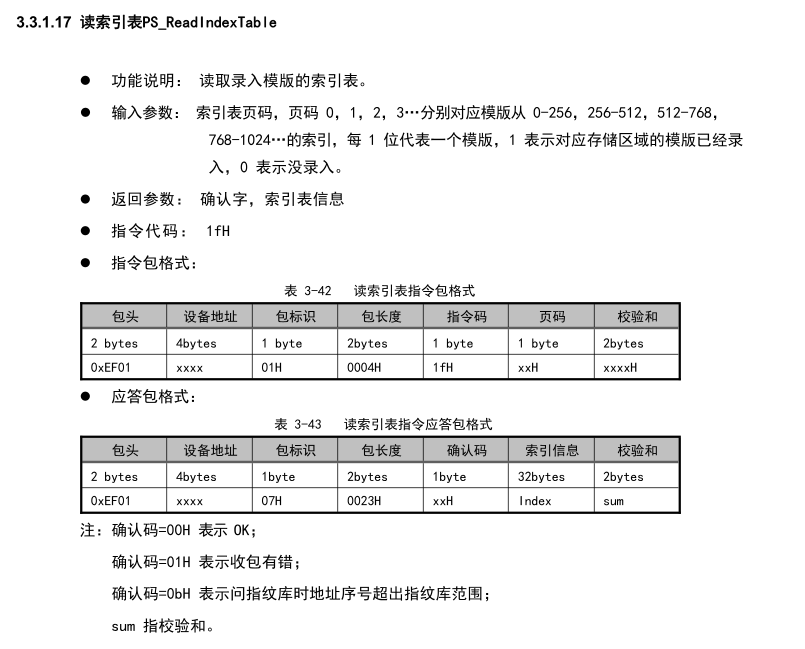 3.3.1.17 读索引表PS_ReadIndexTable
● 功能说明： 读取录入模版的索引表。
● 输入参数： 索引表页码，页码 0，1，2，3…分别对应模版从 0-256，256-512，512-768，
768-1024…的索引，每 1 位代表一个模版，1 表示对应存储区域的模版已经录
入，0 表示没录入。
● 返回参数： 确认字，索引表信息
● 指令代码： 1fH
● 指令包格式：
表 3-42 读索引表指令包格式
包头 设备地址 包标识 包长度 指令码 页码 校验和
2 bytes 4bytes 1 byte 2bytes 1 byte 1 byte 2bytes
0xEF01 xxxx 01H 0004H 1fH xxH xxxxH
● 应答包格式：
表 3-43 读索引表指令应答包格式
包头 设备地址 包标识 包长度 确认码 索引信息 校验和
2 bytes 4bytes 1byte 2bytes 1byte 32bytes 2bytes
0xEF01 xxxx 07H 0023H xxH Index sum
注：确认码=00H 表示 OK；
确认码=01H 表示收包有错；
确认码=0bH 表示问指纹库时地址序号超出指纹库范围；
sum 指校验和。